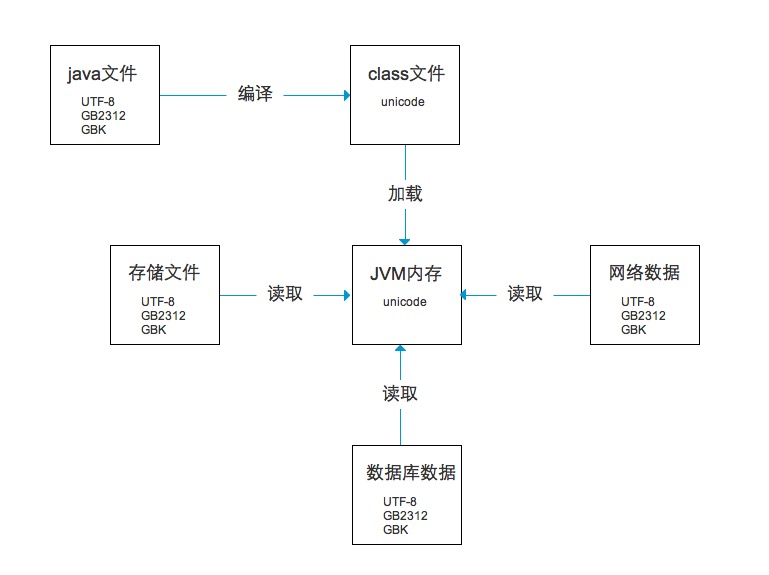 java文件
UTF-8
GB2312
GBK
编译
class文件
unicode
加载
存储文件
UTF-8
GB2312
GBK
读取
JVM内存
unicode
读取
网络数据
UTF-8
GB2312
GBK
读取
数据库数据
UTF-8
GB2312
GBK